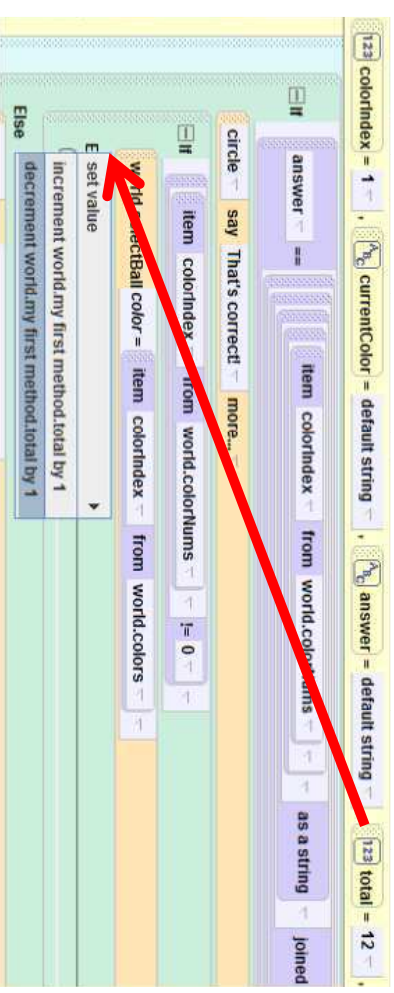 123 colorIndex = 1 , ABC currentColor = default string , ABC answer = default string , 123 total = 12 ,
If answer == item colorIndex from world.colorNums as a string joined
circle say That's correct! more...
If item colorIndex from world.colorNums != 0
color = item colorIndex from world.colors
set value
increment world.my first method.total by 1
decrement world.my first method.total by 1
Else